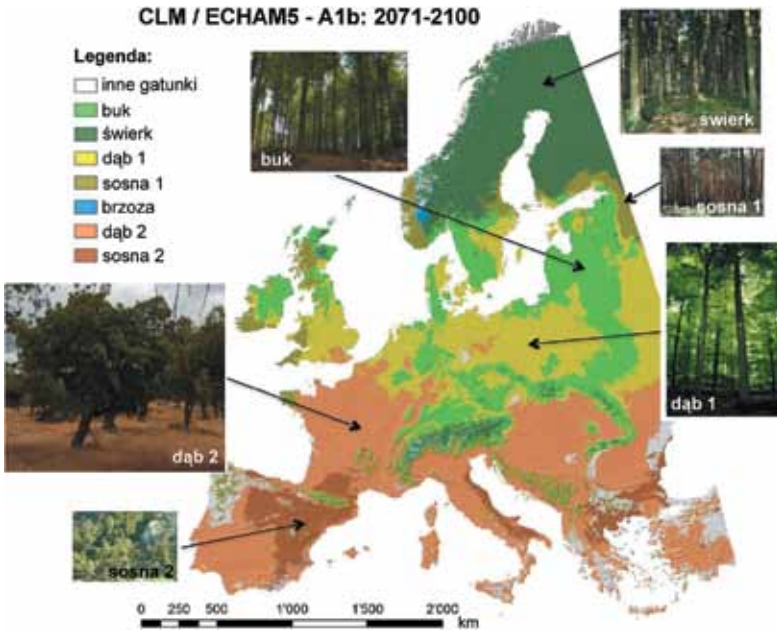 CLM / ECHAM5 - A1b: 2071-2100
Legenda:
inne gatunki
buk
świerk
dąb 1
sosna 1
brzoza
dąb 2
sosna 2
buk
świerk
sosna 1
dąb 1
dąb 2
sosna 2
0 250 500 1'000 1'500 2'000
km